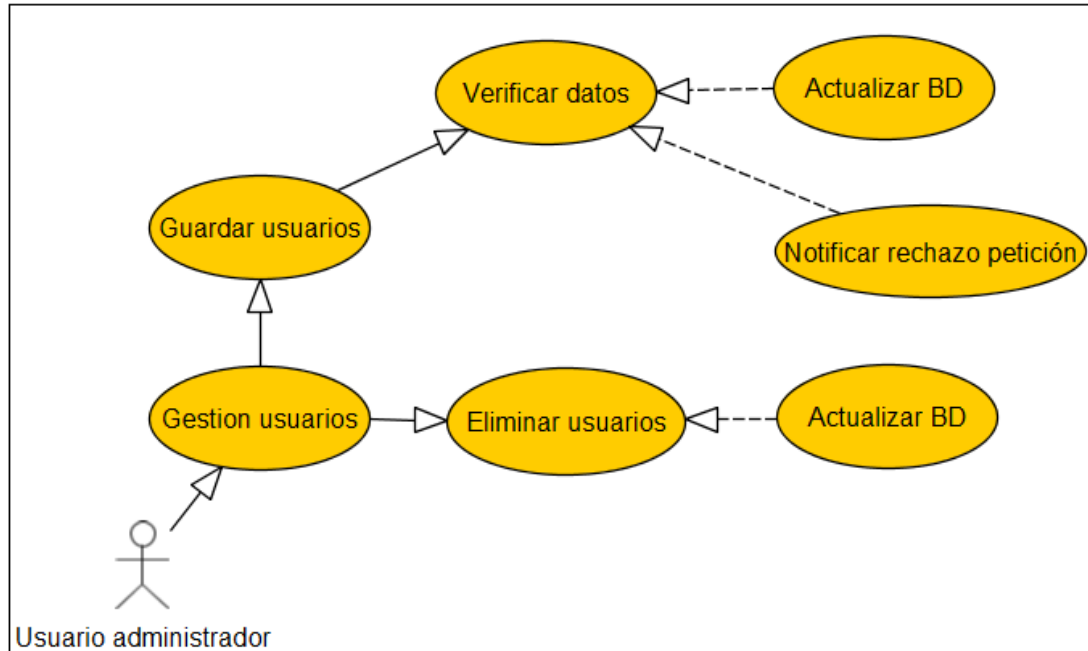 Verificar datos
Actualizar BD
Guardar usuarios
Notificar rechazo petición
Gestion usuarios
Eliminar usuarios
Actualizar BD
Usuario administrador